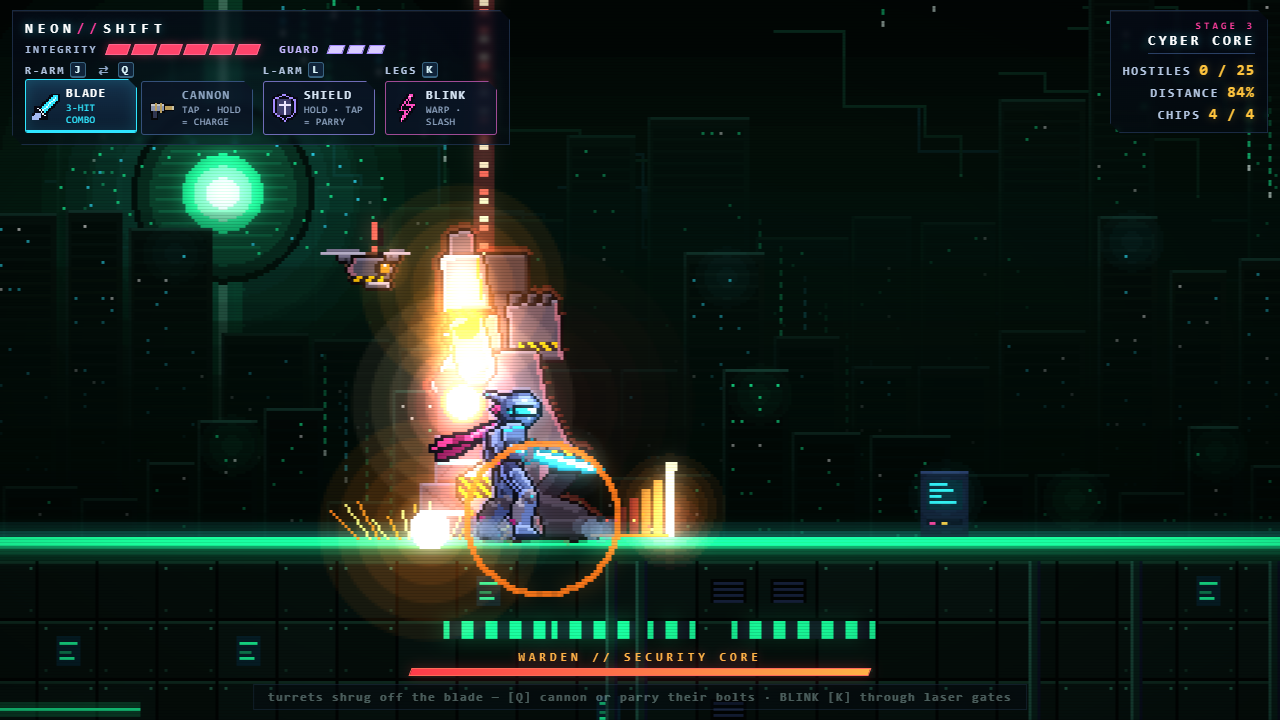 NEON//SHIFT
INTEGRITY GUARD
R-ARM J ⇄ Q L-ARM L LEGS K
BLADE
3-HIT
COMBO
CANNON
TAP · HOLD
= CHARGE
SHIELD
HOLD · TAP
= PARRY
BLINK
WARP ·
SLASH
STAGE 3
CYBER CORE
HOSTILES 0 / 25
DISTANCE 84%
CHIPS 4 / 4
WARDEN // SECURITY CORE
turrets shrug off the blade — [Q] cannon or parry their bolts · BLINK [K] through laser gates